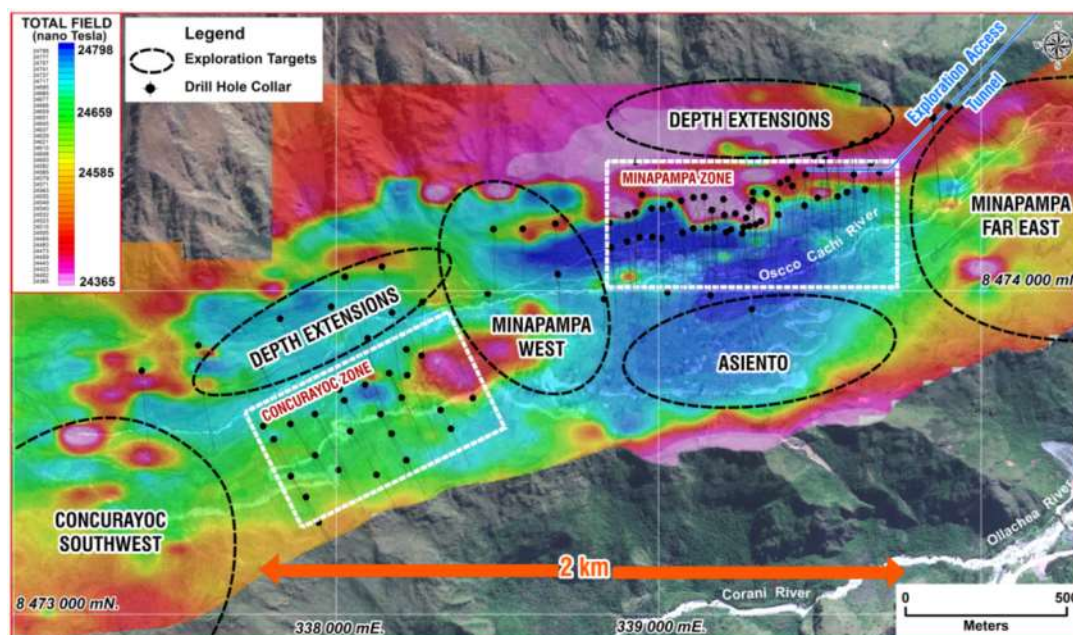 TOTAL FIELD
(nano Tesla)
24798
24659
24585
24365
Legend
Exploration Targets
Drill Hole Collar
Exploration Access
Tunnel
DEPTH EXTENSIONS
MINAPAMPA ZONE
MINAPAMPA
FAR EAST
Oscco Cachi River
8 474 000 mN.
DEPTH EXTENSIONS
MINAPAMPA
WEST
ASIENTO
CONCURAYOC ZONE
CONCURAYOC
SOUTHWEST
2 km
Ollachea River
Corani River
8 473 000 mN.
338 000 mE.
339 000 mE.
0
500
Meters